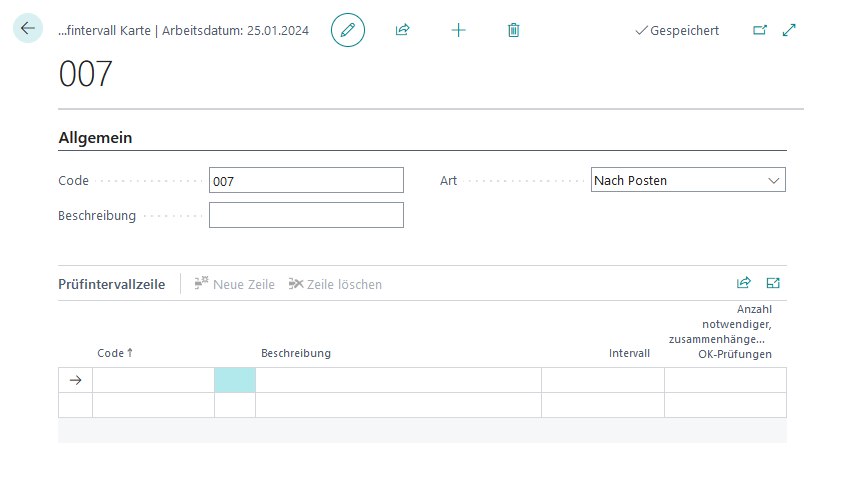 ...fintervall Karte | Arbeitsdatum: 25.01.2024
Gespeichert
007
Allgemein
Code 007
Art Nach Posten
Beschreibung
Prüfintervallzeile Neue Zeile Zeile löschen
Code ↑ Beschreibung Intervall
Anzahl
notwendiger,
zusammenhänge...
OK-Prüfungen